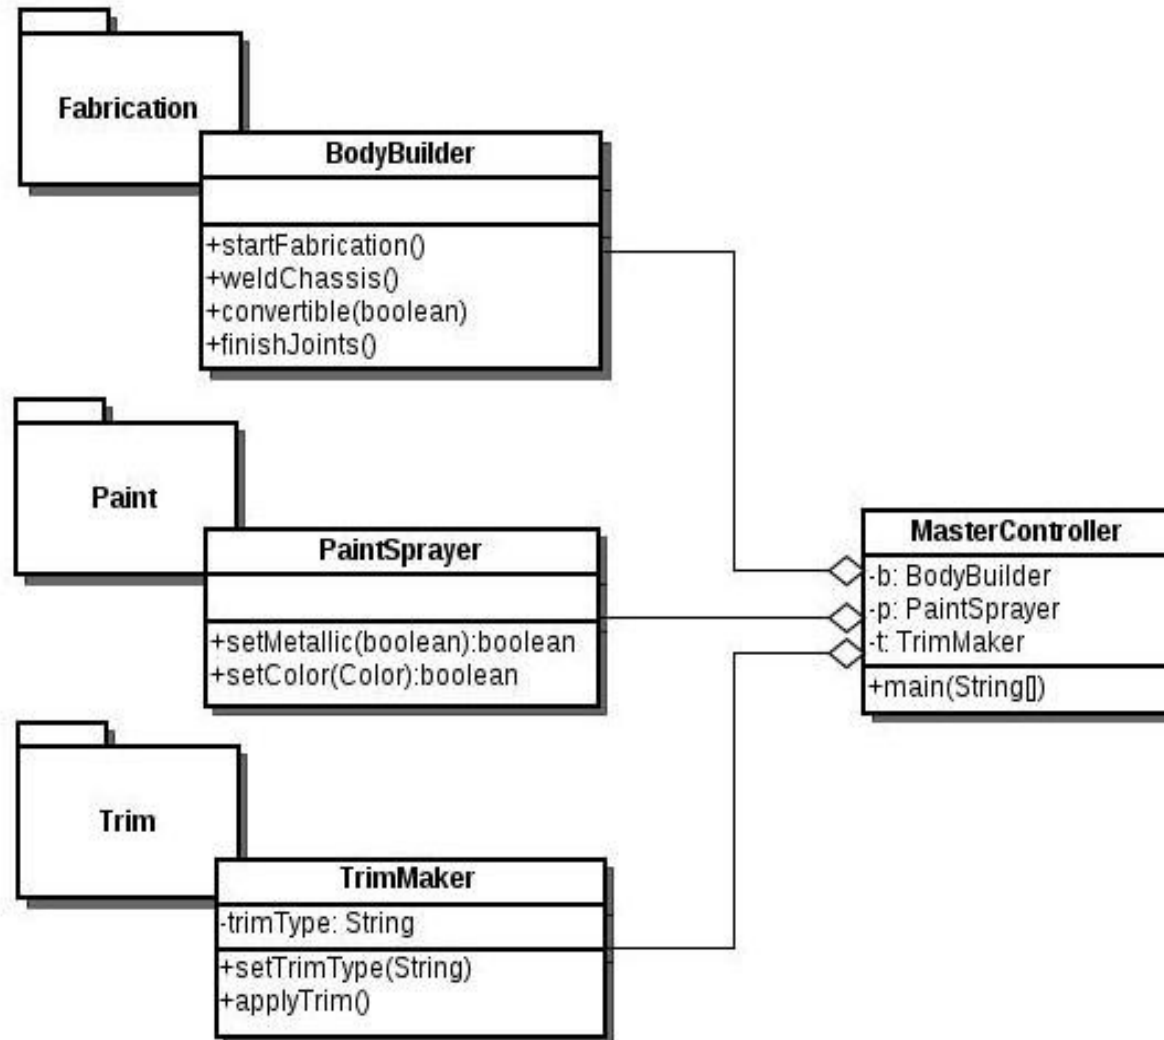 Fabrication
BodyBuilder
+startFabrication()
+weldChassis()
+convertible(boolean)
+finishJoints()
Paint
PaintSprayer
+setMetallic(boolean):boolean
+setColor(Color):boolean
Trim
TrimMaker
-trimType: String
+setTrimType(String)
+applyTrim()
MasterController
-b: BodyBuilder
-p: PaintSprayer
-t: TrimMaker
+main(String[])